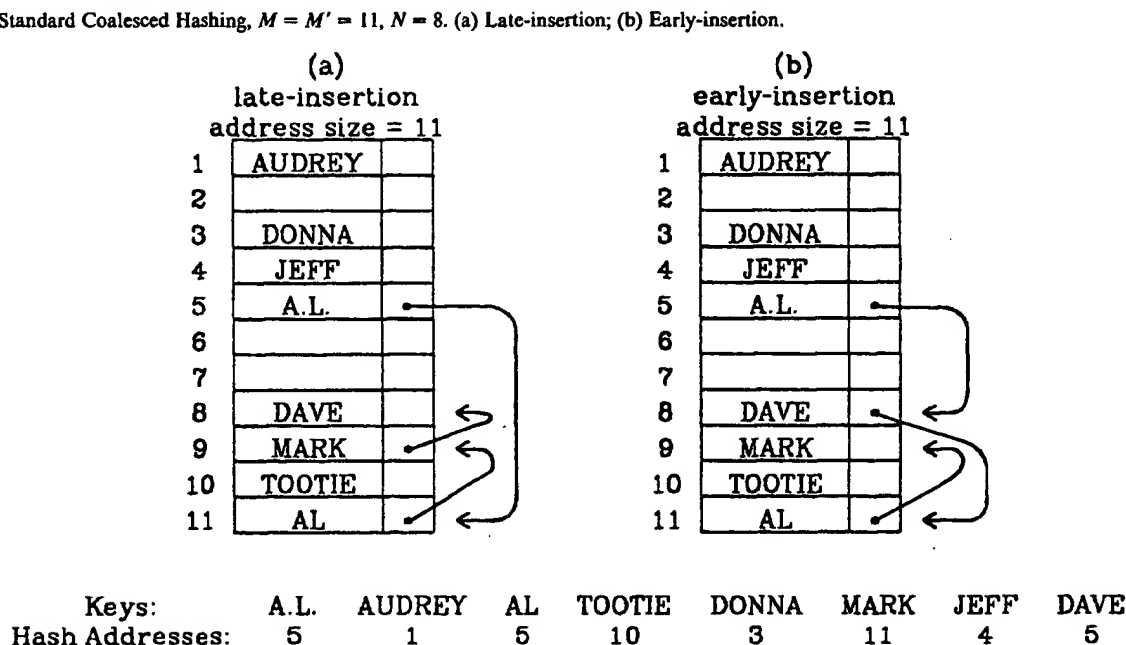 Standard Coalesced Hashing, M = M' = 11, N = 8. (a) Late-insertion; (b) Early-insertion.
(a)
late-insertion
address size = 11
1 AUDREY
2
3 DONNA
4 JEFF
5 A.L.
6
7
8 DAVE
9 MARK
10 TOOTIE
11 AL
(b)
early-insertion
address size = 11
1 AUDREY
2
3 DONNA
4 JEFF
5 A.L.
6
7
8 DAVE
9 MARK
10 TOOTIE
11 AL
Keys: A.L. AUDREY AL TOOTIE DONNA MARK JEFF DAVE
Hash Addresses: 5 1 5 10 3 11 4 5